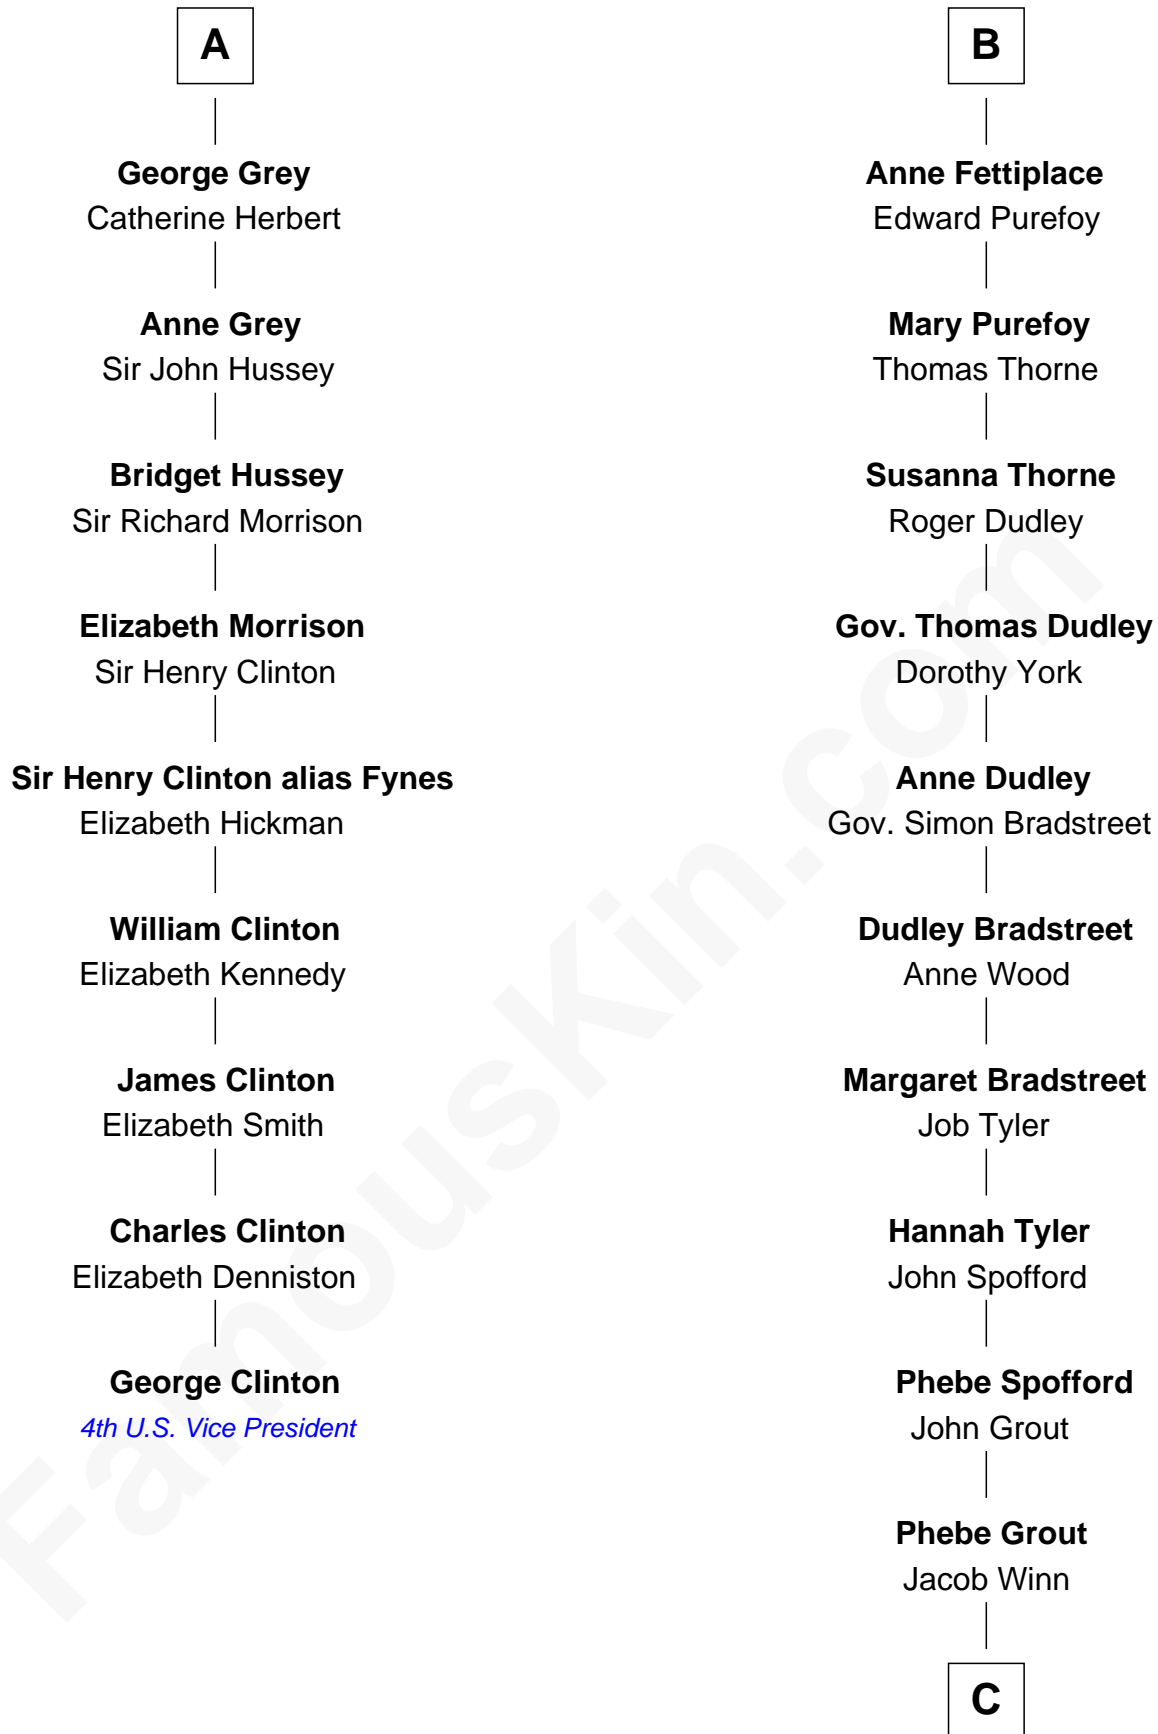 A
George Grey
Catherine Herbert
Anne Grey
Sir John Hussey
Bridget Hussey
Sir Richard Morrison
Elizabeth Morrison
Sir Henry Clinton
Sir Henry Clinton alias Fynes
Elizabeth Hickman
William Clinton
Elizabeth Kennedy
James Clinton
Elizabeth Smith
Charles Clinton
Elizabeth Denniston
George Clinton
4th U.S. Vice President
B
Anne Fettiplace
Edward Purefoy
Mary Purefoy
Thomas Thorne
Susanna Thorne
Roger Dudley
Gov. Thomas Dudley
Dorothy York
Anne Dudley
Gov. Simon Bradstreet
Dudley Bradstreet
Anne Wood
Margaret Bradstreet
Job Tyler
Hannah Tyler
John Spofford
Phebe Spofford
John Grout
Phebe Grout
Jacob Winn
C
FamousKin.com